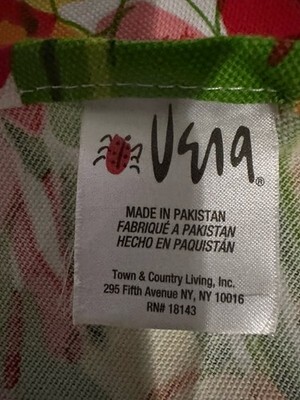 Vera®
MADE IN PAKISTAN
FABRIQUÉ A PAKISTAN
HECHO EN PAQUISTÁN
Town & Country Living, Inc.
295 Fifth Avenue NY, NY 10016
RN# 18143